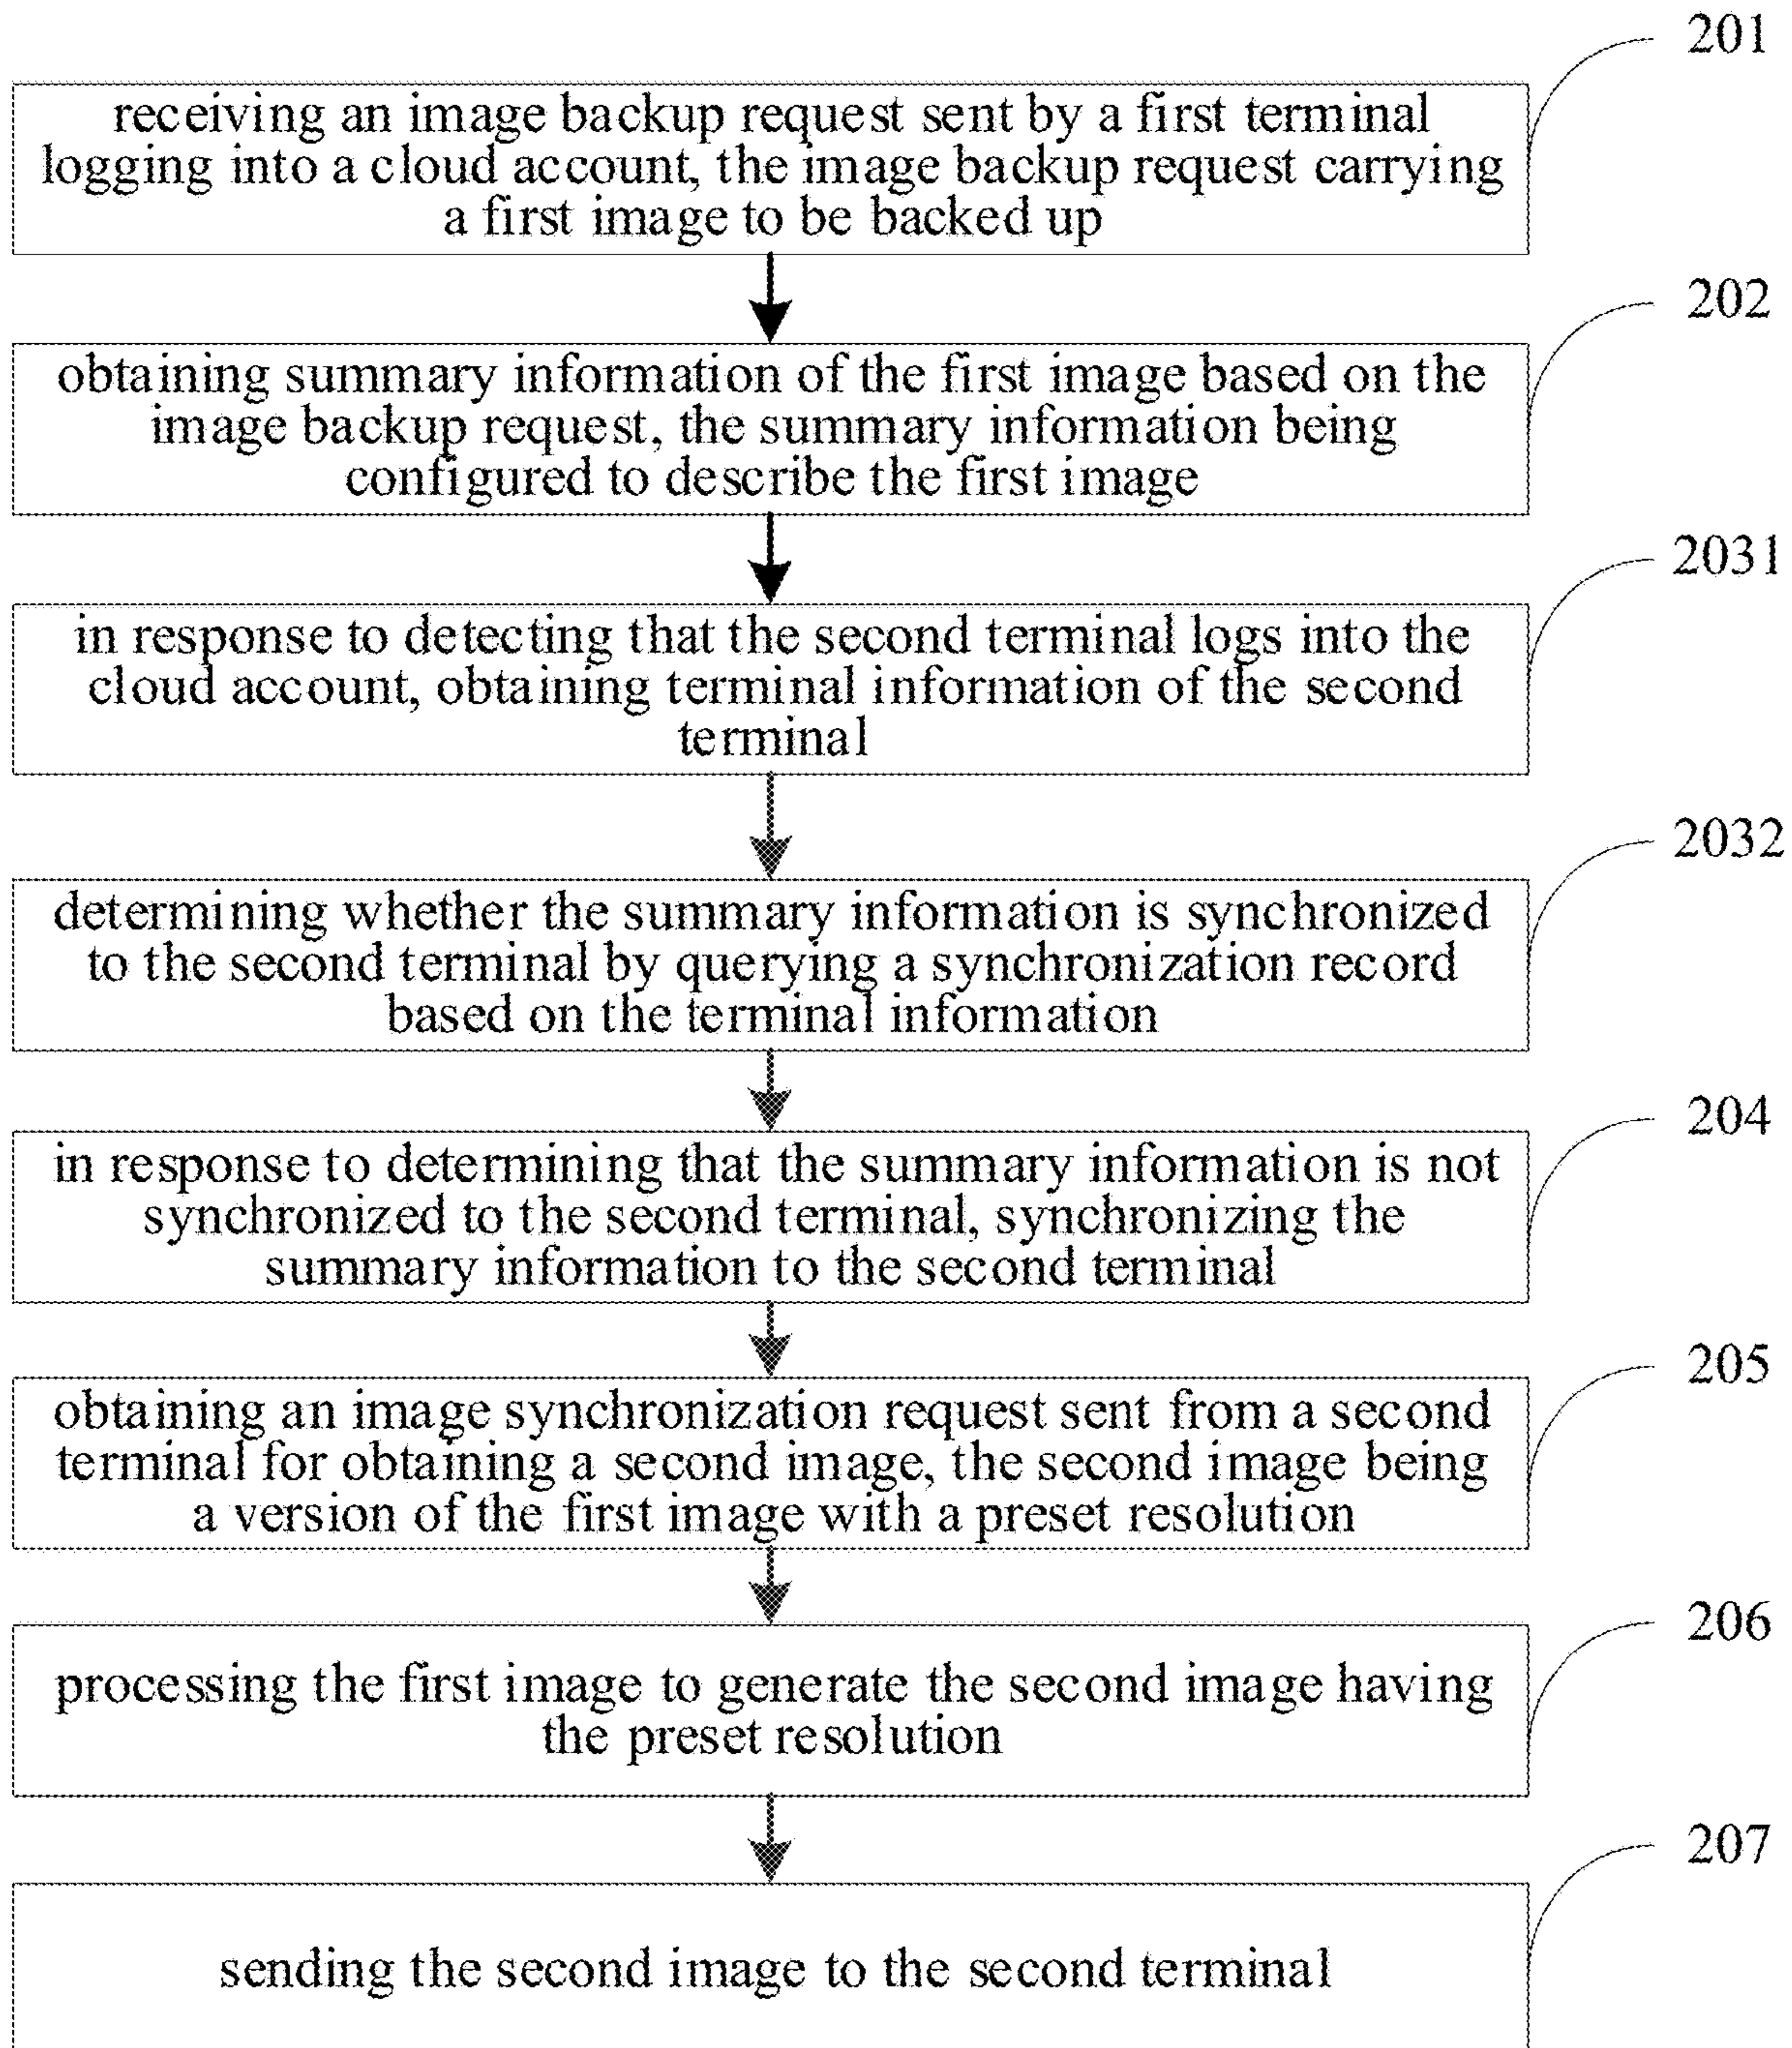 201
receiving an image backup request sent by a first terminal
logging into a cloud account, the image backup request carrying
a first image to be backed up
202
obtaining summary information of the first image based on the
image backup request, the summary information being
configured to describe the first image
2031
in response to detecting that the second terminal logs into the
cloud account, obtaining terminal information of the second
terminal
2032
determining whether the summary information is synchronized
to the second terminal by querying a synchronization record
based on the terminal information
204
in response to determining that the summary information is not
synchronized to the second terminal, synchronizing the
summary information to the second terminal
205
obtaining an image synchronization request sent from a second
terminal for obtaining a second image, the second image being
a version of the first image with a preset resolution
206
processing the first image to generate the second image having
the preset resolution
207
sending the second image to the second terminal